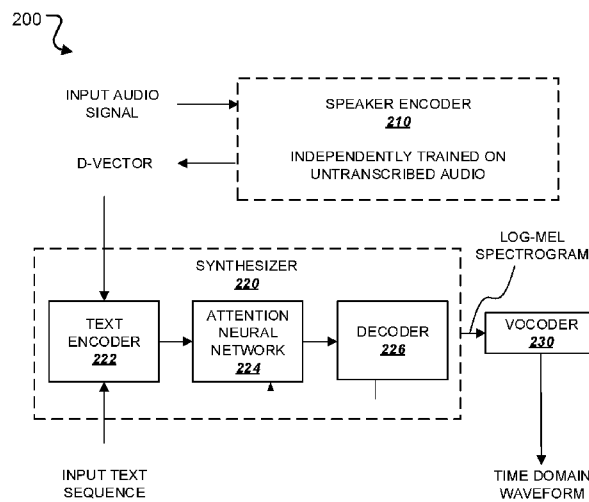 200
INPUT AUDIO
SIGNAL
SPEAKER ENCODER
210
D-VECTOR
INDEPENDENTLY TRAINED ON
UNTRANSCRIBED AUDIO
LOG-MEL
SPECTROGRAM
SYNTHESIZER
220
TEXT
ENCODER
222
ATTENTION
NEURAL
NETWORK
224
DECODER
226
VOCODER
230
INPUT TEXT
SEQUENCE
TIME DOMAIN
WAVEFORM